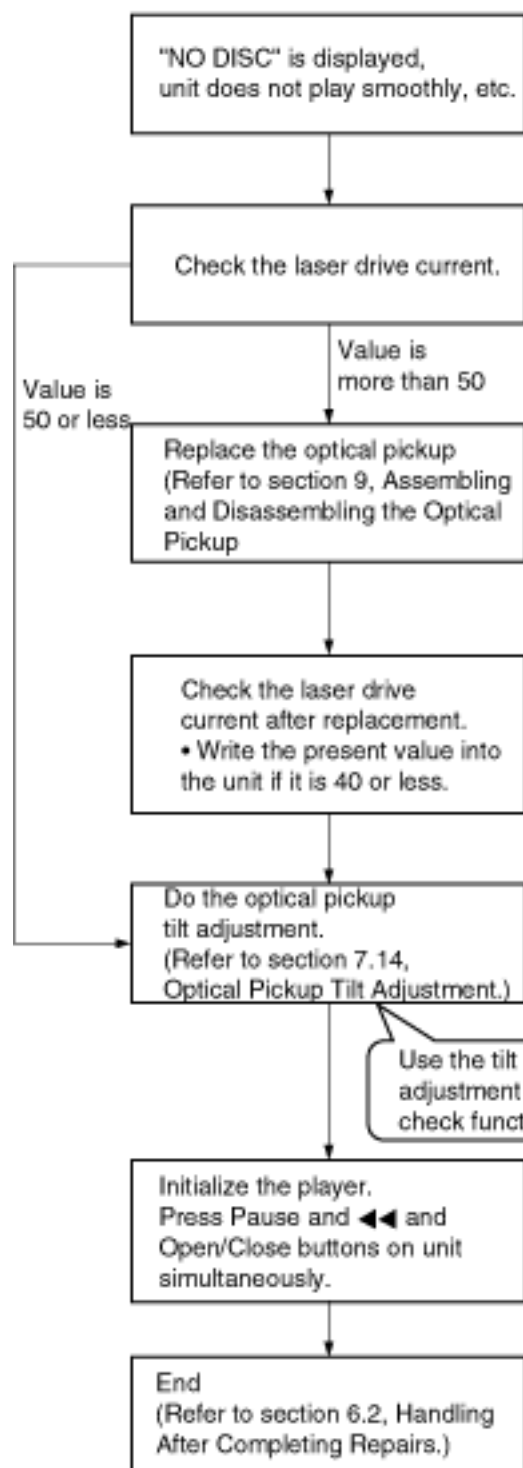 "NO DISC" is displayed,
unit does not play smoothly, etc.
Check the laser drive current.
Value is
more than 50
Value is
50 or less
Replace the optical pickup
(Refer to section 9, Assembling
and Disassembling the Optical
Pickup
Check the laser drive
current after replacement.
• Write the present value into
the unit if it is 40 or less.
Do the optical pickup
tilt adjustment.
(Refer to section 7.14,
Optical Pickup Tilt Adjustment.)
Use the tilt
adjustment
check funct
Initialize the player.
Press Pause and ◀◀ and
Open/Close buttons on unit
simultaneously.
End
(Refer to section 6.2, Handling
After Completing Repairs.)